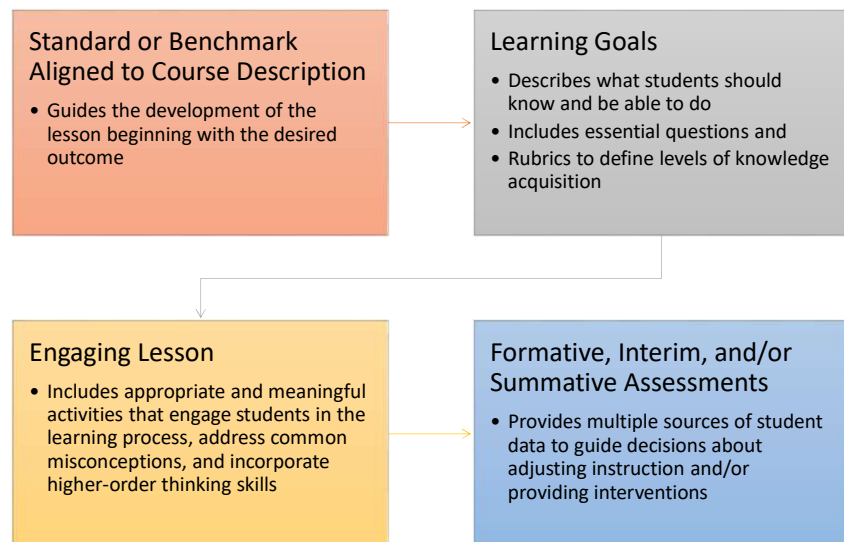 Standard or Benchmark
Aligned to Course Description
• Guides the development of the
lesson beginning with the desired
outcome
Learning Goals
• Describes what students should
know and be able to do
• Includes essential questions and
• Rubrics to define levels of knowledge
acquisition
Engaging Lesson
• Includes appropriate and meaningful
activities that engage students in the
learning process, address common
misconceptions, and incorporate
higher-order thinking skills
Formative, Interim, and/or
Summative Assessments
• Provides multiple sources of student
data to guide decisions about
adjusting instruction and/or
providing interventions